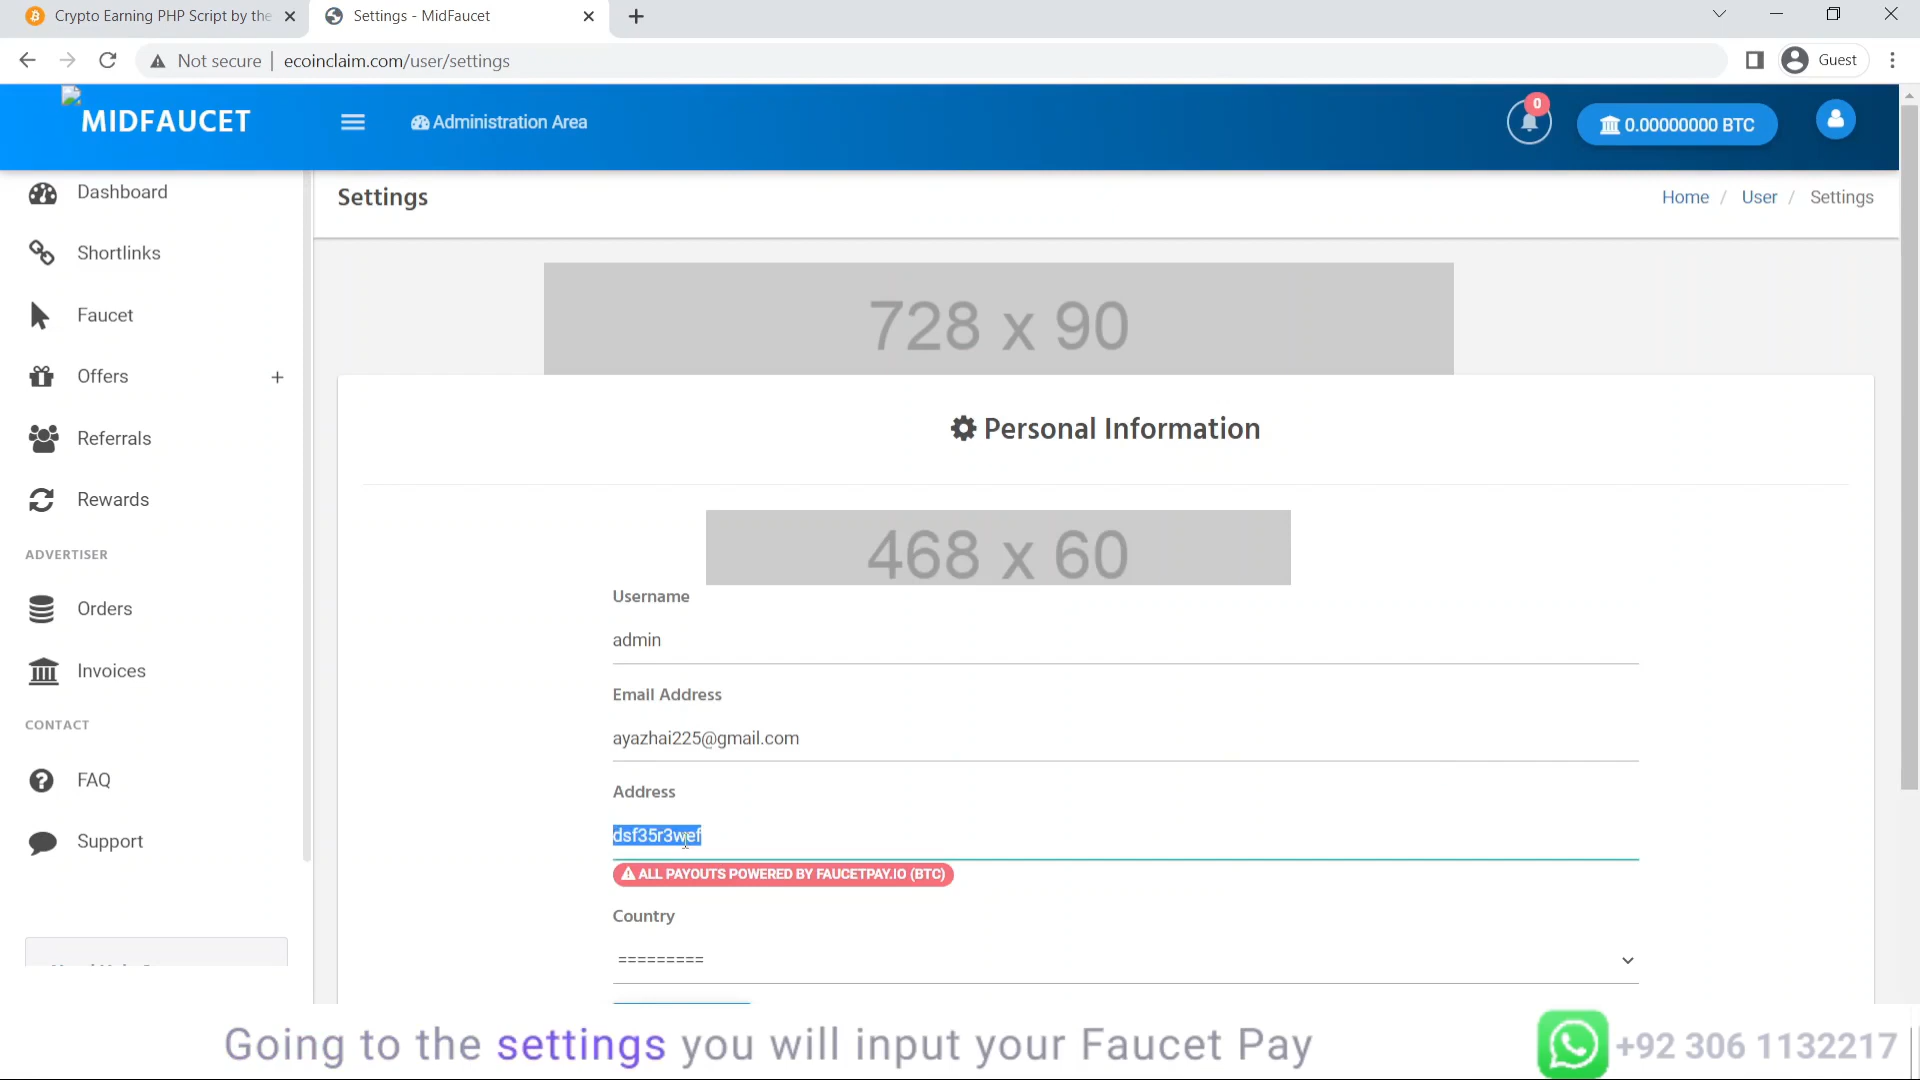 Crypto Earning PHP Script by the
Settings - MidFaucet
Not secure
ecoinclaim.com/user/settings
Guest
MIDFAUCET
Administration Area
0
0.00000000 BTC
Dashboard
Shortlinks
Faucet
Offers
+
Referrals
Rewards
ADVERTISER
Orders
Invoices
CONTACT
FAQ
Support
Settings
Home / User / Settings
728 x 90
Personal Information
468 x 60
Username
admin
Email Address
ayazhai225@gmail.com
Address
dsf35r3wef
ALL PAYOUTS POWERED BY FAUCETPAY.IO (BTC)
Country
=========
Going to the settings you will input your Faucet Pay
+92 306 1132217